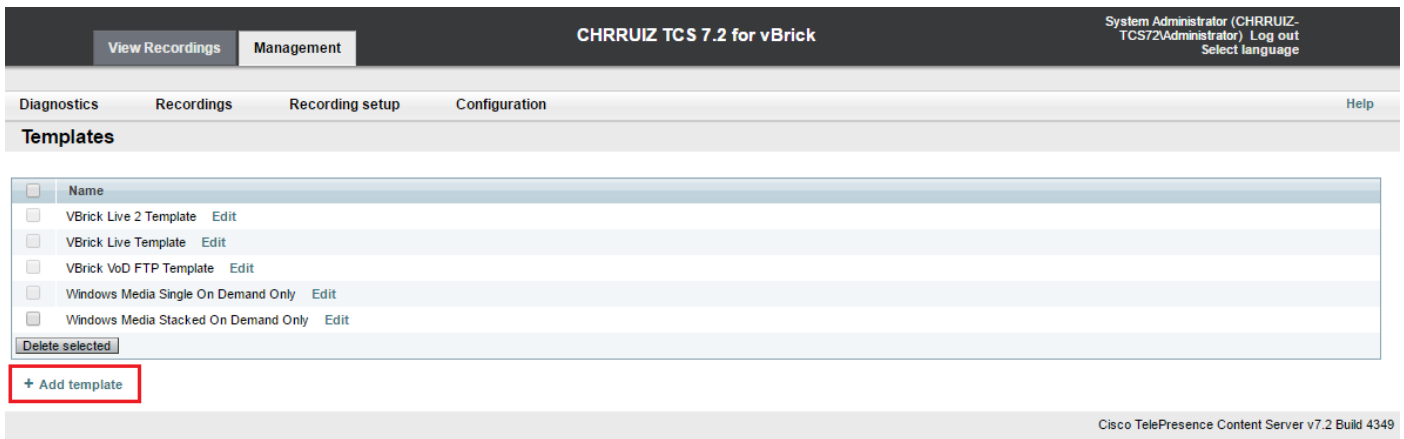 System Administrator (CHRRUIZ-
TCS72\Administrator) Log out
Select language
CHRRUIZ TCS 7.2 for vBrick
View Recordings Management
Diagnostics Recordings Recording setup Configuration Help
Templates
Name
VBrick Live 2 Template Edit
VBrick Live Template Edit
VBrick VoD FTP Template Edit
Windows Media Single On Demand Only Edit
Windows Media Stacked On Demand Only Edit
Delete selected
+ Add template
Cisco TelePresence Content Server v7.2 Build 4349